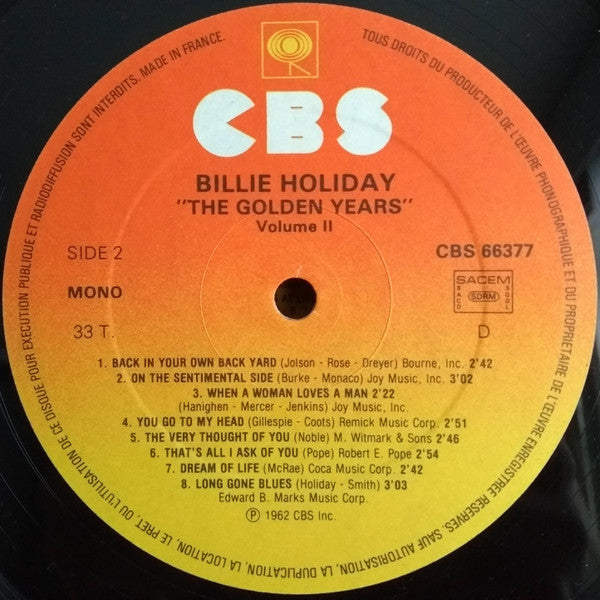 CBS
BILLIE HOLIDAY
"THE GOLDEN YEARS"
Volume II
SIDE 2
CBS 66377
MONO
SACEM
SACD SDRM SGDL
33 T.
D
1. BACK IN YOUR OWN BACK YARD (Jolson - Rose - Dreyer) Bourne, Inc. 2'42
2. ON THE SENTIMENTAL SIDE (Burke - Monaco) Joy Music, Inc. 3'02
3. WHEN A WOMAN LOVES A MAN 2'22
(Hanighen - Mercer - Jenkins) Joy Music, Inc.
4. YOU GO TO MY HEAD (Gillespie - Coots) Remick Music Corp. 2'51
5. THE VERY THOUGHT OF YOU (Noble) M. Witmark & Sons 2'46
6. THAT'S ALL I ASK OF YOU (Pope) Robert E. Pope 2'54
7. DREAM OF LIFE (McRae) Coca Music Corp. 2'42
8. LONG GONE BLUES (Holiday - Smith) 3'03
Edward B. Marks Music Corp.
℗ 1962 CBS Inc.
TOUS DROITS DU PRODUCTEUR DE L'ŒUVRE PHONOGRAPHIQUE ET DU PROPRIETAIRE DE L'ŒUVRE ENREGISTREE RESERVES. SAUF AUTORISATION, LA DUPLICATION, LA LOCATION, LE PRET OU L'UTILISATION DE CE DISQUE POUR EXECUTION PUBLIQUE ET RADIODIFFUSION SONT INTERDITS. MADE IN FRANCE.